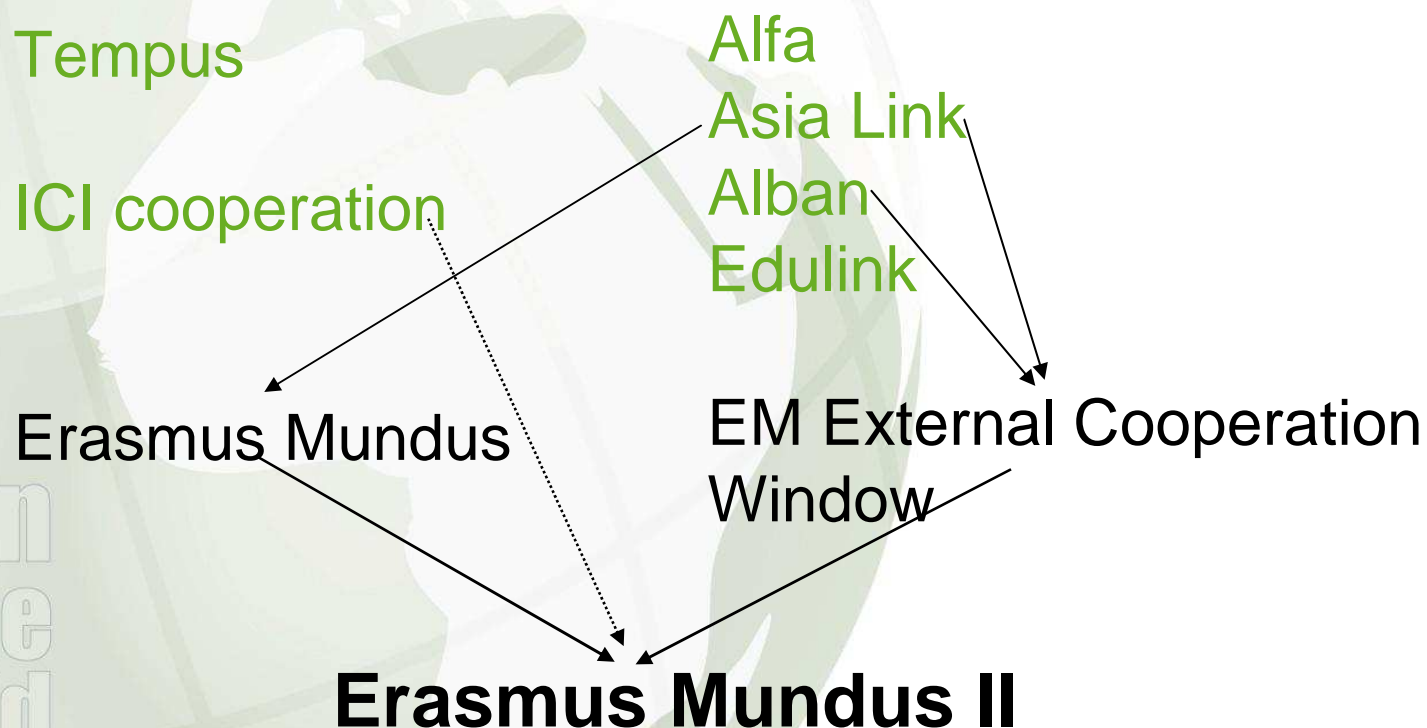 Tempus
ICI cooperation
Alfa
Asia Link
Alban
Edulink
Erasmus Mundus
EM External Cooperation
Window
Erasmus Mundus II
n
e
d